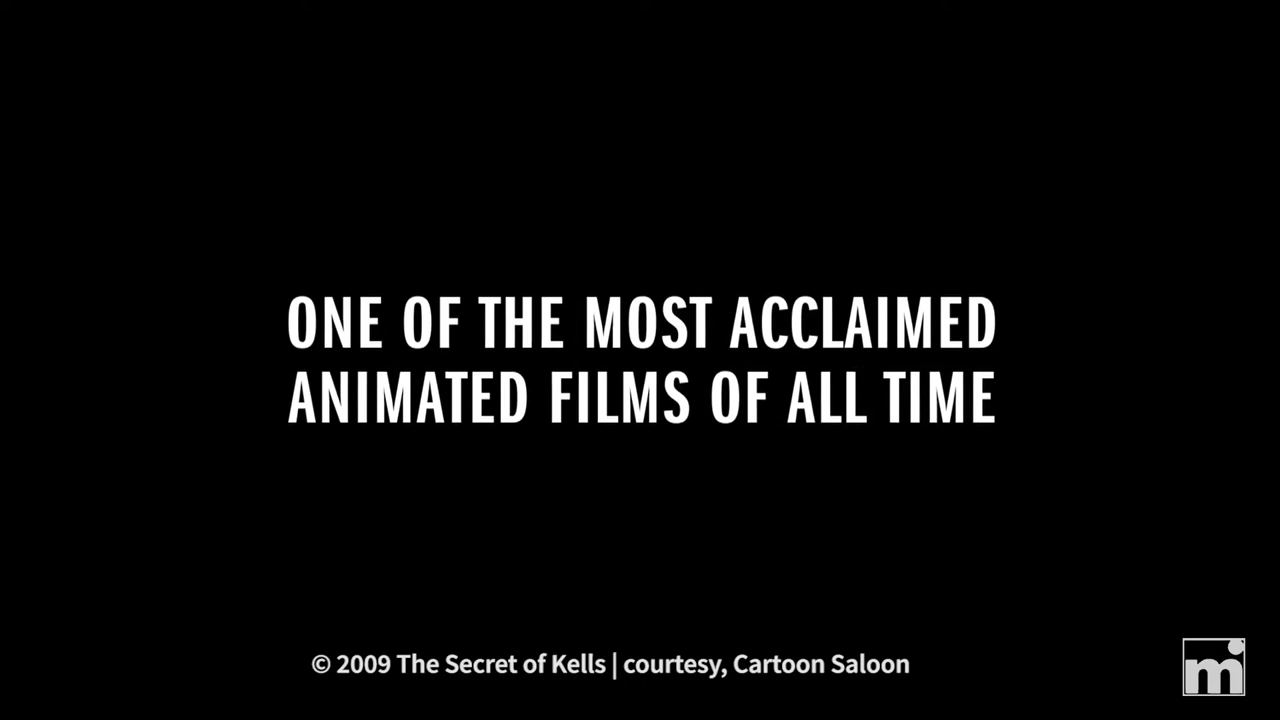 ONE OF THE MOST ACCLAIMED
ANIMATED FILMS OF ALL TIME
© 2009 The Secret of Kells | courtesy, Cartoon Saloon
m